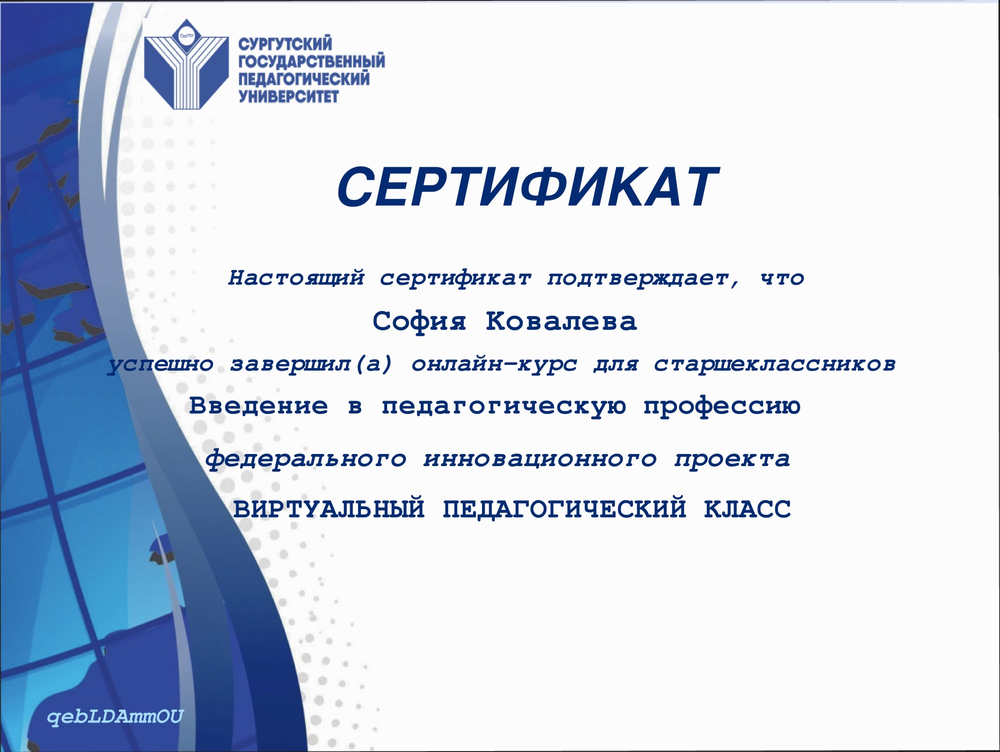 СурГПУ
СУРГУТСКИЙ
ГОСУДАРСТВЕННЫЙ
ПЕДАГОГИЧЕСКИЙ
УНИВЕРСИТЕТ
СЕРТИФИКАТ
Настоящий сертификат подтверждает, что
София Ковалева
успешно завершил(а) онлайн-курс для старшеклассников
Введение в педагогическую профессию
федерального инновационного проекта
ВИРТУАЛЬНЫЙ ПЕДАГОГИЧЕСКИЙ КЛАСС
qebLDAmmOU